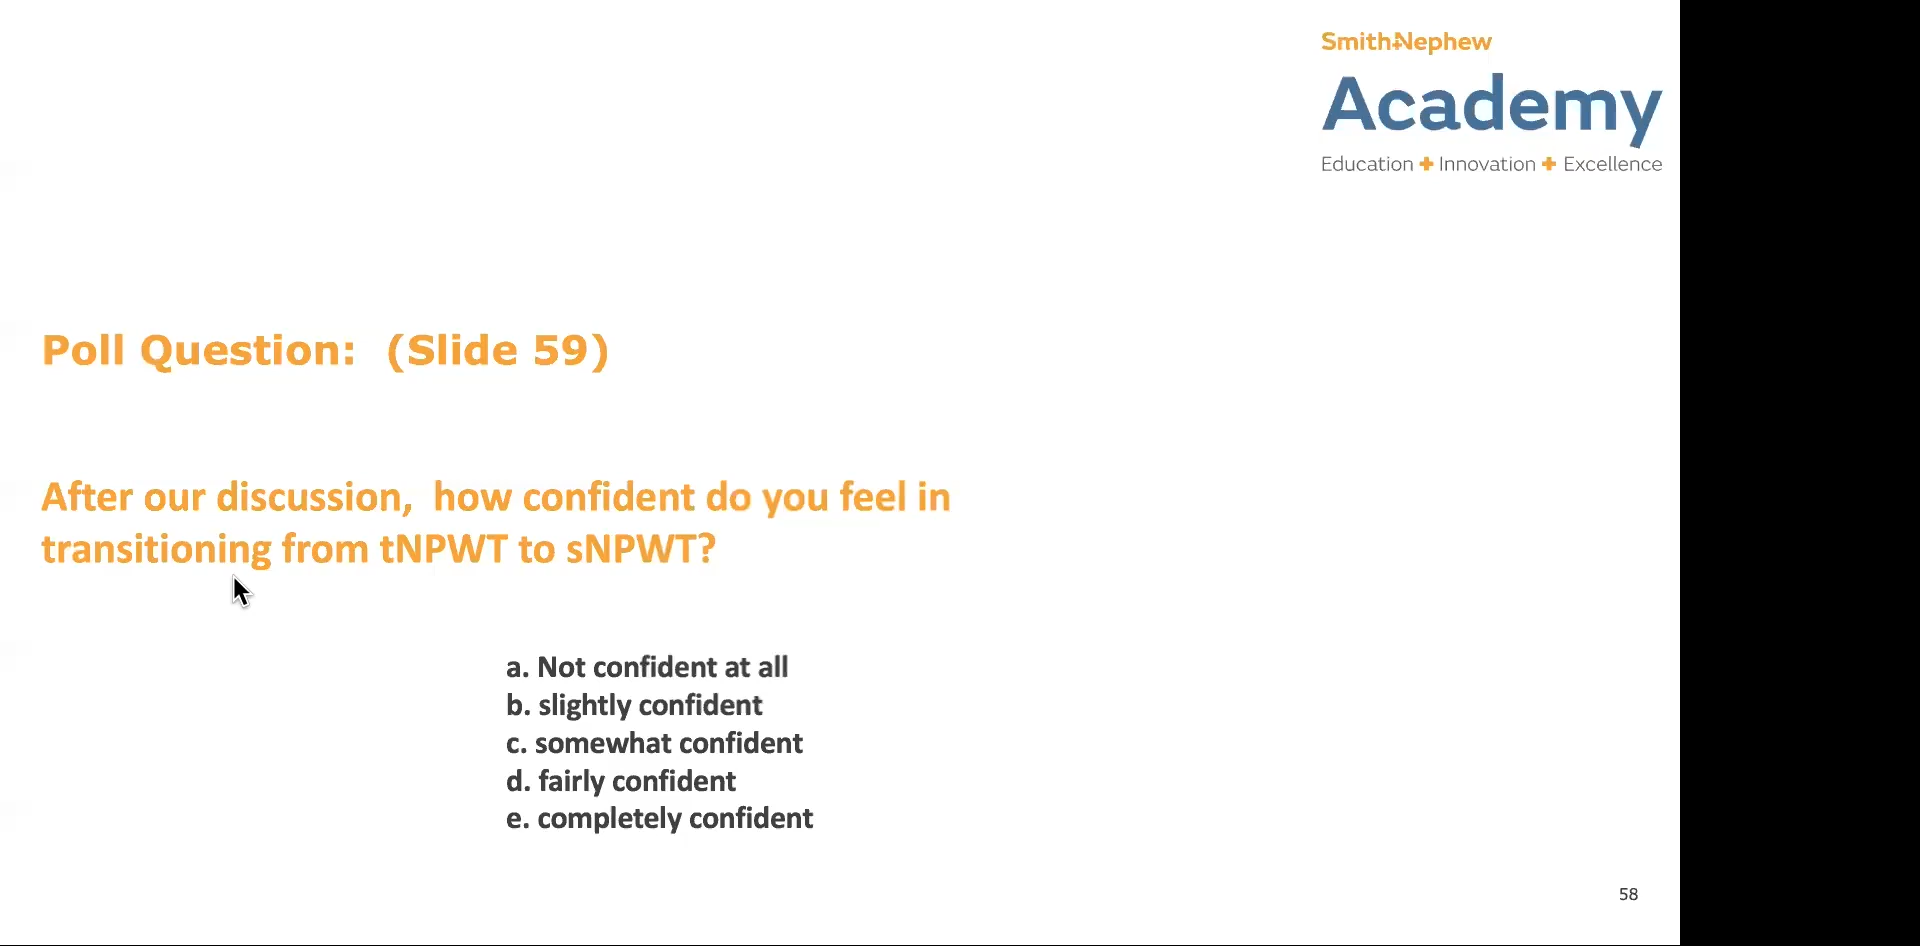 Smith+Nephew
Academy
Education + Innovation + Excellence
Poll Question:  (Slide 59)
After our discussion,  how confident do you feel in
transitioning from tNPWT to sNPWT?
a. Not confident at all
b. slightly confident
c. somewhat confident
d. fairly confident
e. completely confident
58